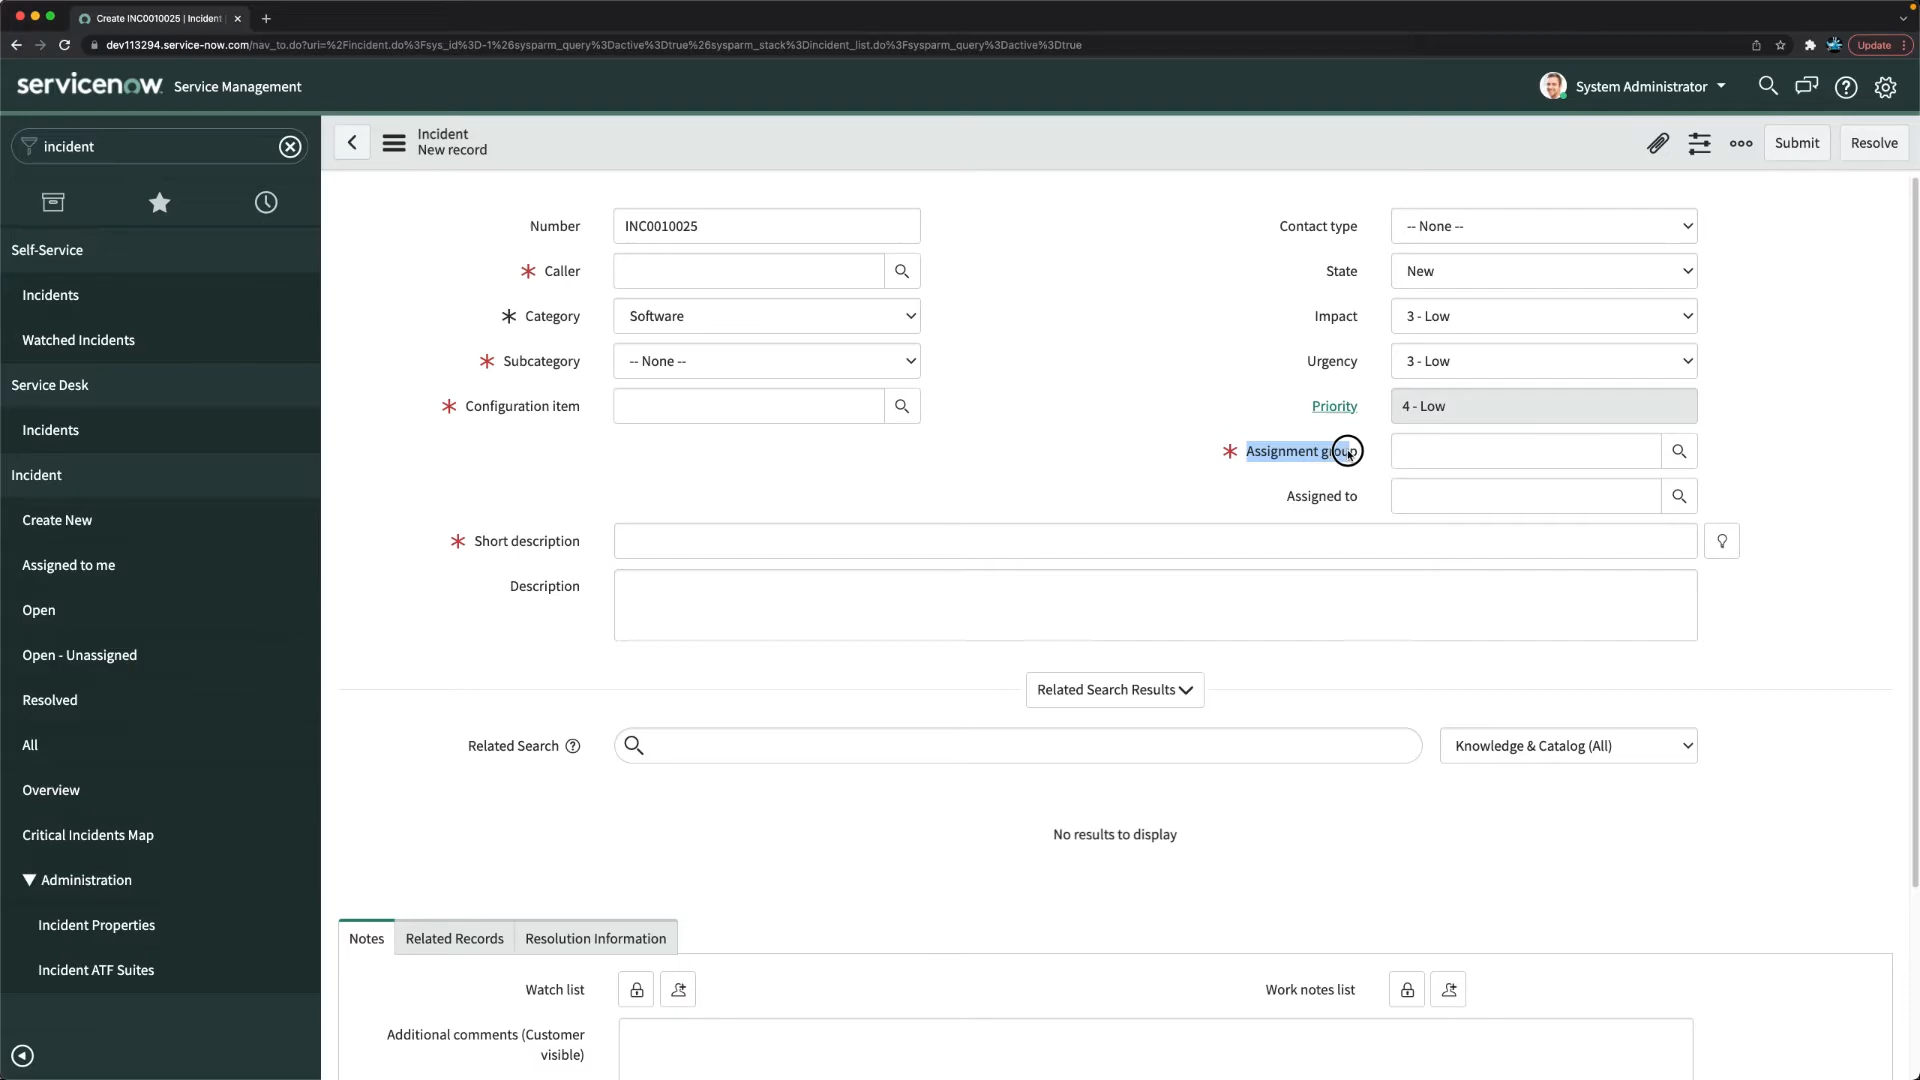 Create INC0010025 | Incident
dev113294.service-now.com/nav_to.do?uri=%2Fincident.do%3Fsys_id%3D-1%26sysparm_query%3Dactive%3Dtrue%26sysparm_stack%3Dincident_list.do%3Fsysparm_query%3Dactive%3Dtrue
Update
servicenow Service Management
System Administrator
incident
Incident
New record
Submit
Resolve
Self-Service
Incidents
Watched Incidents
Service Desk
Incidents
Incident
Create New
Assigned to me
Open
Open - Unassigned
Resolved
All
Overview
Critical Incidents Map
Administration
Incident Properties
Incident ATF Suites
Number INC0010025
Caller
Category Software
Subcategory -- None --
Configuration item
Contact type -- None --
State New
Impact 3 - Low
Urgency 3 - Low
Priority 4 - Low
Assignment group
Assigned to
Short description
Description
Related Search Results
Related Search
Knowledge & Catalog (All)
No results to display
Notes Related Records Resolution Information
Watch list
Work notes list
Additional comments (Customer
visible)